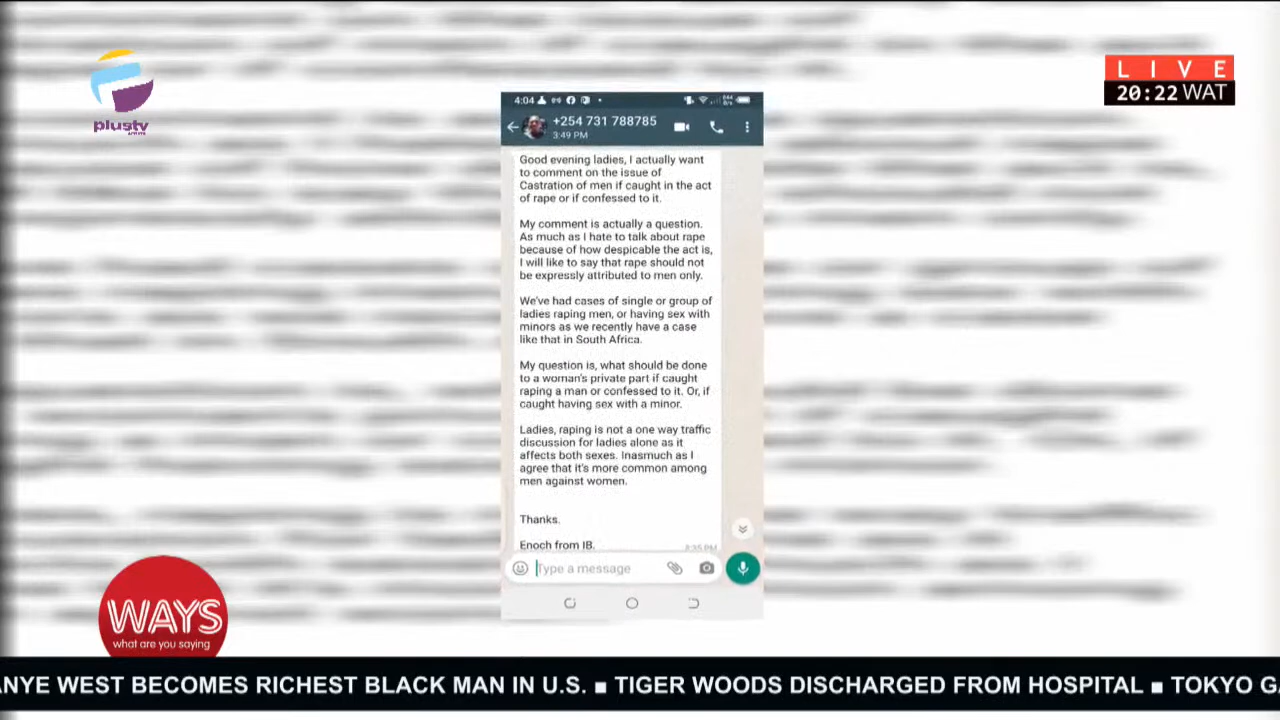 plustv
LIVE
20:22 WAT
4:04
+254 731 788785
3:49 PM
Good evening ladies, I actually want
to comment on the issue of
Castration of men if caught in the act
of rape or if confessed to it.
My comment is actually a question.
As much as I hate to talk about rape
because of how despicable the act is,
I will like to say that rape should not
be expressly attributed to men only.
We've had cases of single or group of
ladies raping men, or having sex with
minors as we recently have a case
like that in South Africa.
My question is, what should be done
to a woman's private part if caught
raping a man or confessed to it. Or, if
caught having sex with a minor.
Ladies, raping is not a one way traffic
discussion for ladies alone as it
affects both sexes. Inasmuch as I
agree that it's more common among
men against women.
Thanks.
Enoch from IB.
Type a message
WAYS
what are you saying
ANYE WEST BECOMES RICHEST BLACK MAN IN U.S. ■ TIGER WOODS DISCHARGED FROM HOSPITAL ■ TOKYO GA